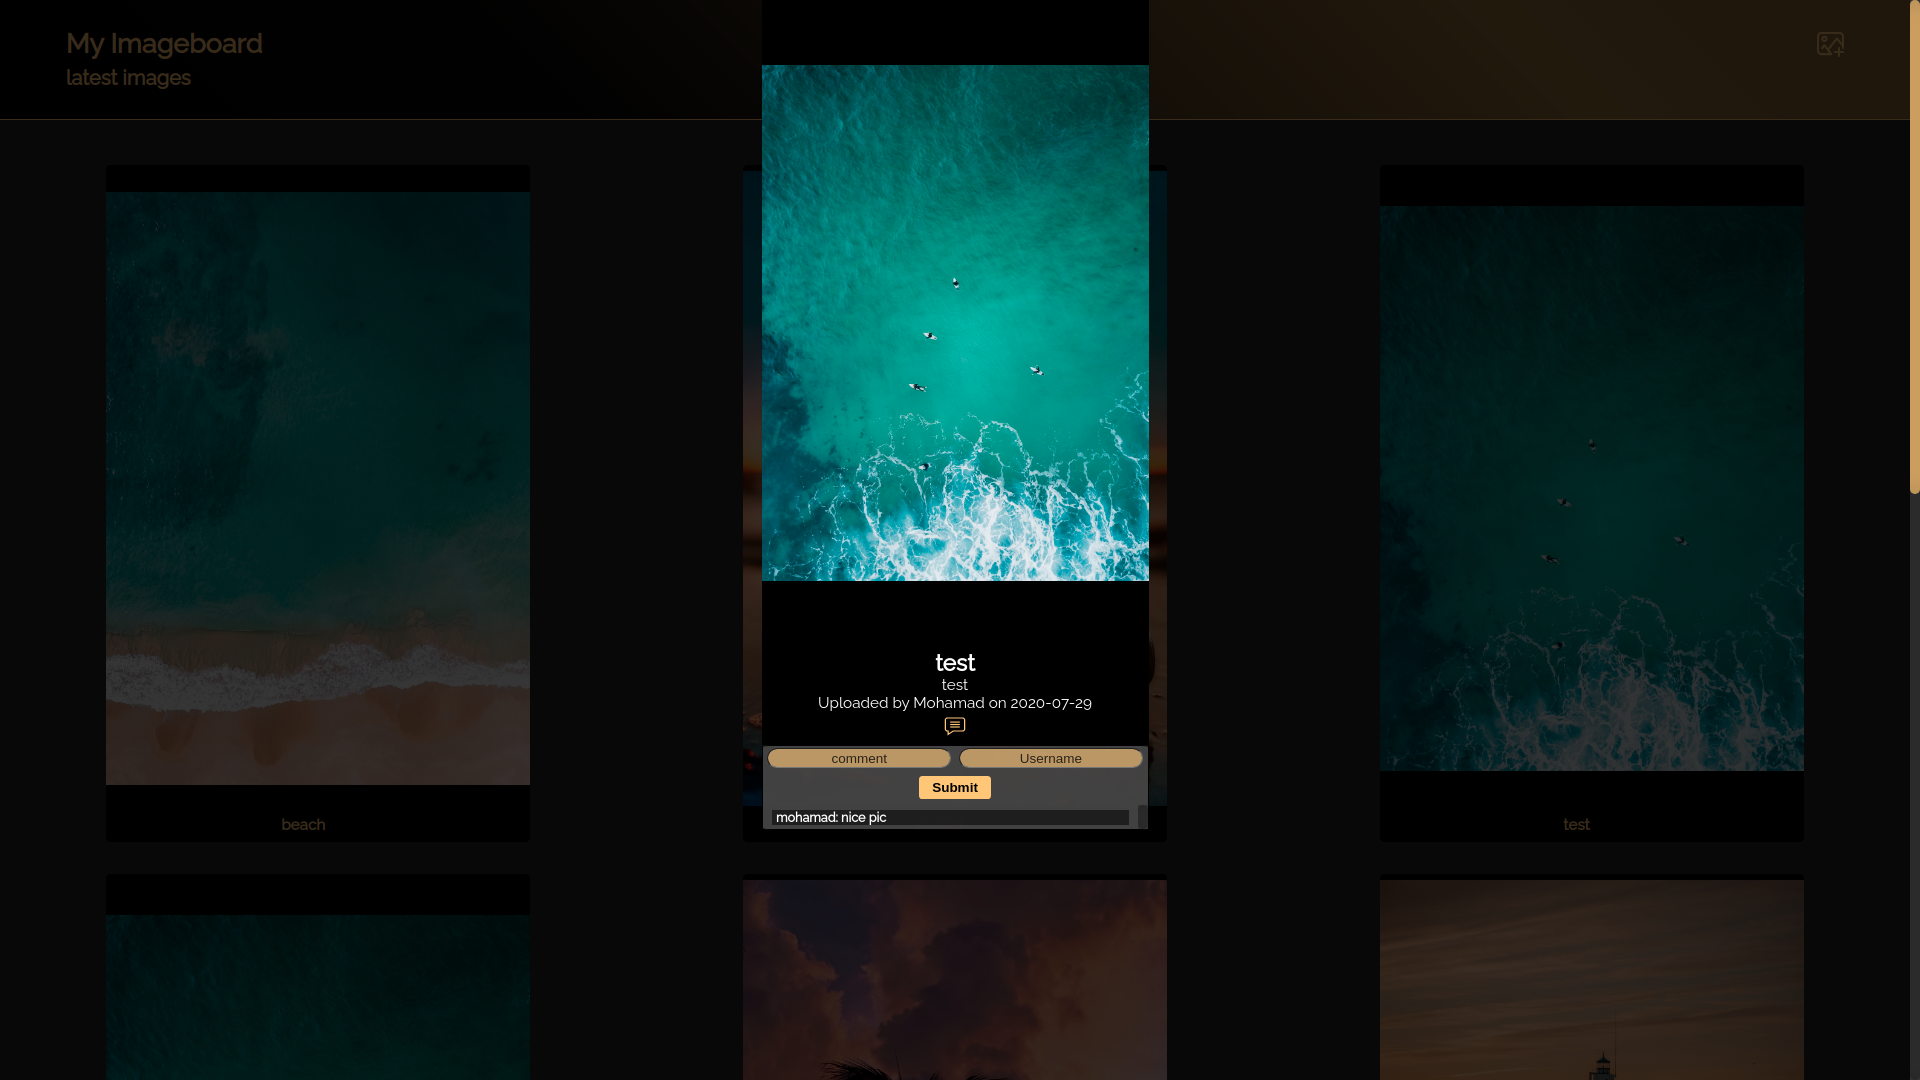 My Imageboard
latest images
test
test
Uploaded by Mohamad on 2020-07-29
comment
Username
Submit
mohamad: nice pic
beach
test